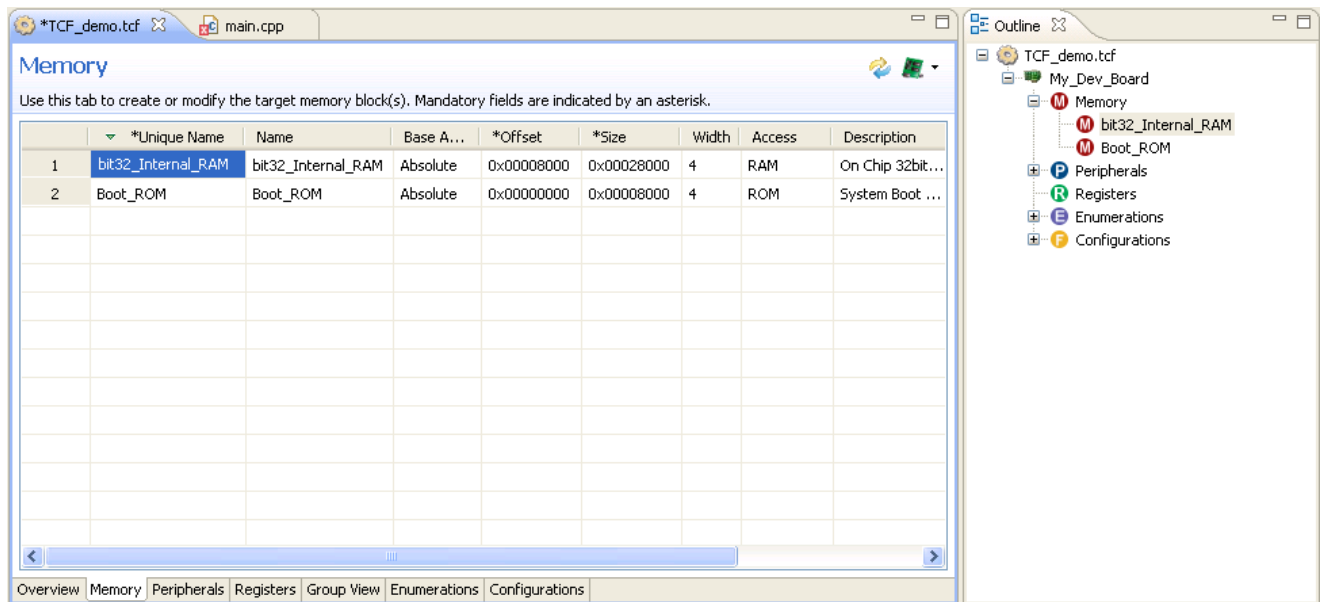 *TCF_demo.tcf main.cpp
Memory
Use this tab to create or modify the target memory block(s). Mandatory fields are indicated by an asterisk.
*Unique Name Name Base A... *Offset *Size Width Access Description
1 bit32_Internal_RAM bit32_Internal_RAM Absolute 0x00008000 0x00028000 4 RAM On Chip 32bit...
2 Boot_ROM Boot_ROM Absolute 0x00000000 0x00008000 4 ROM System Boot ...
Overview Memory Peripherals Registers Group View Enumerations Configurations
Outline
TCF_demo.tcf
My_Dev_Board
M Memory
M bit32_Internal_RAM
M Boot_ROM
P Peripherals
R Registers
E Enumerations
F Configurations